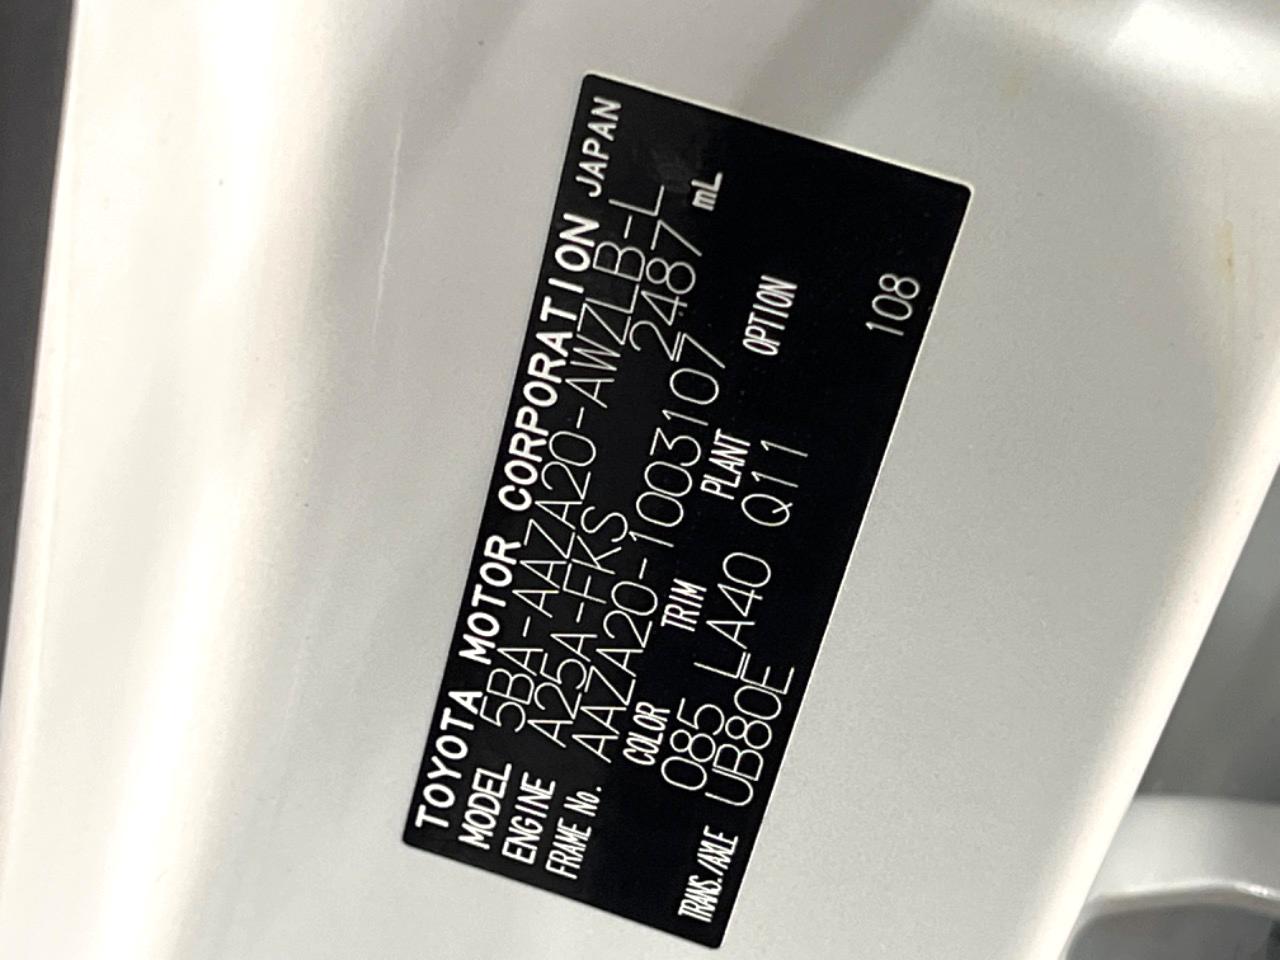 TOYOTA MOTOR CORPORATION JAPAN
MODEL 5BA-AAZA20-AWZLB-L
ENGINE A25A-FKS 2487 mL
FRAME No. AAZA20-1003107
COLOR TRIM PLANT OPTION
085 LA40 Q11
TRANS./AXLE UB80E 108